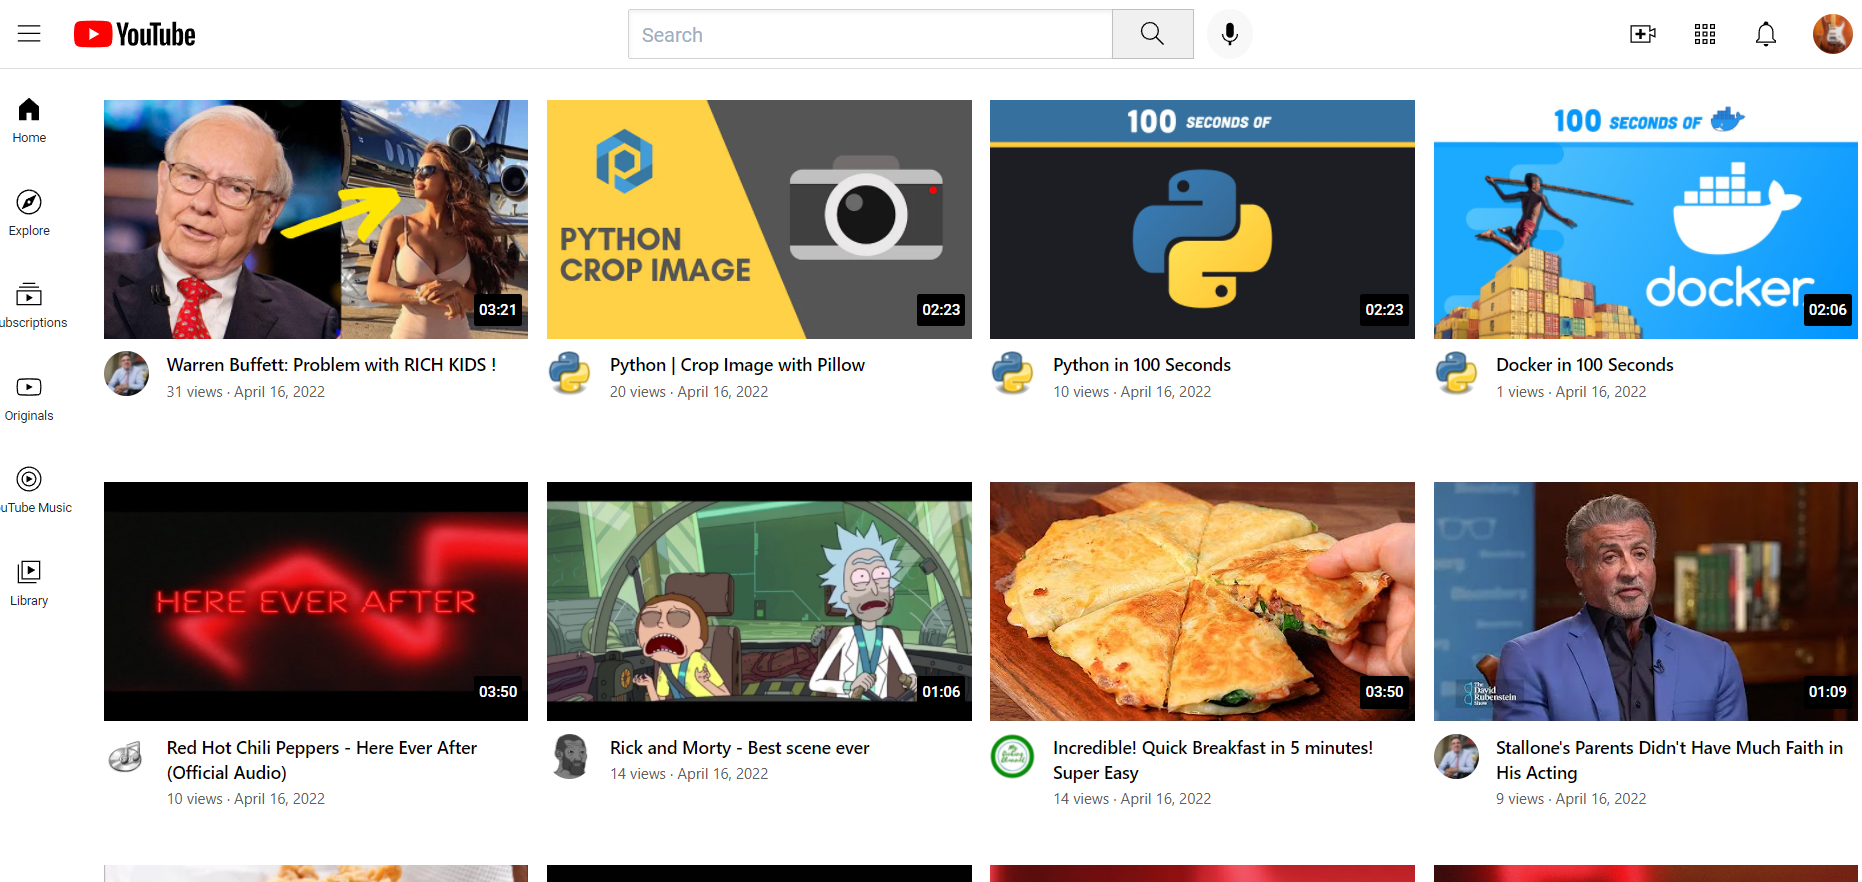 YouTube
Search
Home
Explore
ubscriptions
Originals
uTube Music
Library
03:21
Warren Buffett: Problem with RICH KIDS !
31 views · April 16, 2022
PYTHON
CROP IMAGE
02:23
Python | Crop Image with Pillow
20 views · April 16, 2022
100 SECONDS OF
02:23
Python in 100 Seconds
10 views · April 16, 2022
100 SECONDS OF
docker
02:06
Docker in 100 Seconds
1 views · April 16, 2022
HERE EVER AFTER
03:50
Red Hot Chili Peppers - Here Ever After
(Official Audio)
10 views · April 16, 2022
01:06
Rick and Morty - Best scene ever
14 views · April 16, 2022
03:50
Incredible! Quick Breakfast in 5 minutes!
Super Easy
14 views · April 16, 2022
Bloomberg
The
David
Rubenstein
Show
01:09
Stallone's Parents Didn't Have Much Faith in
His Acting
9 views · April 16, 2022